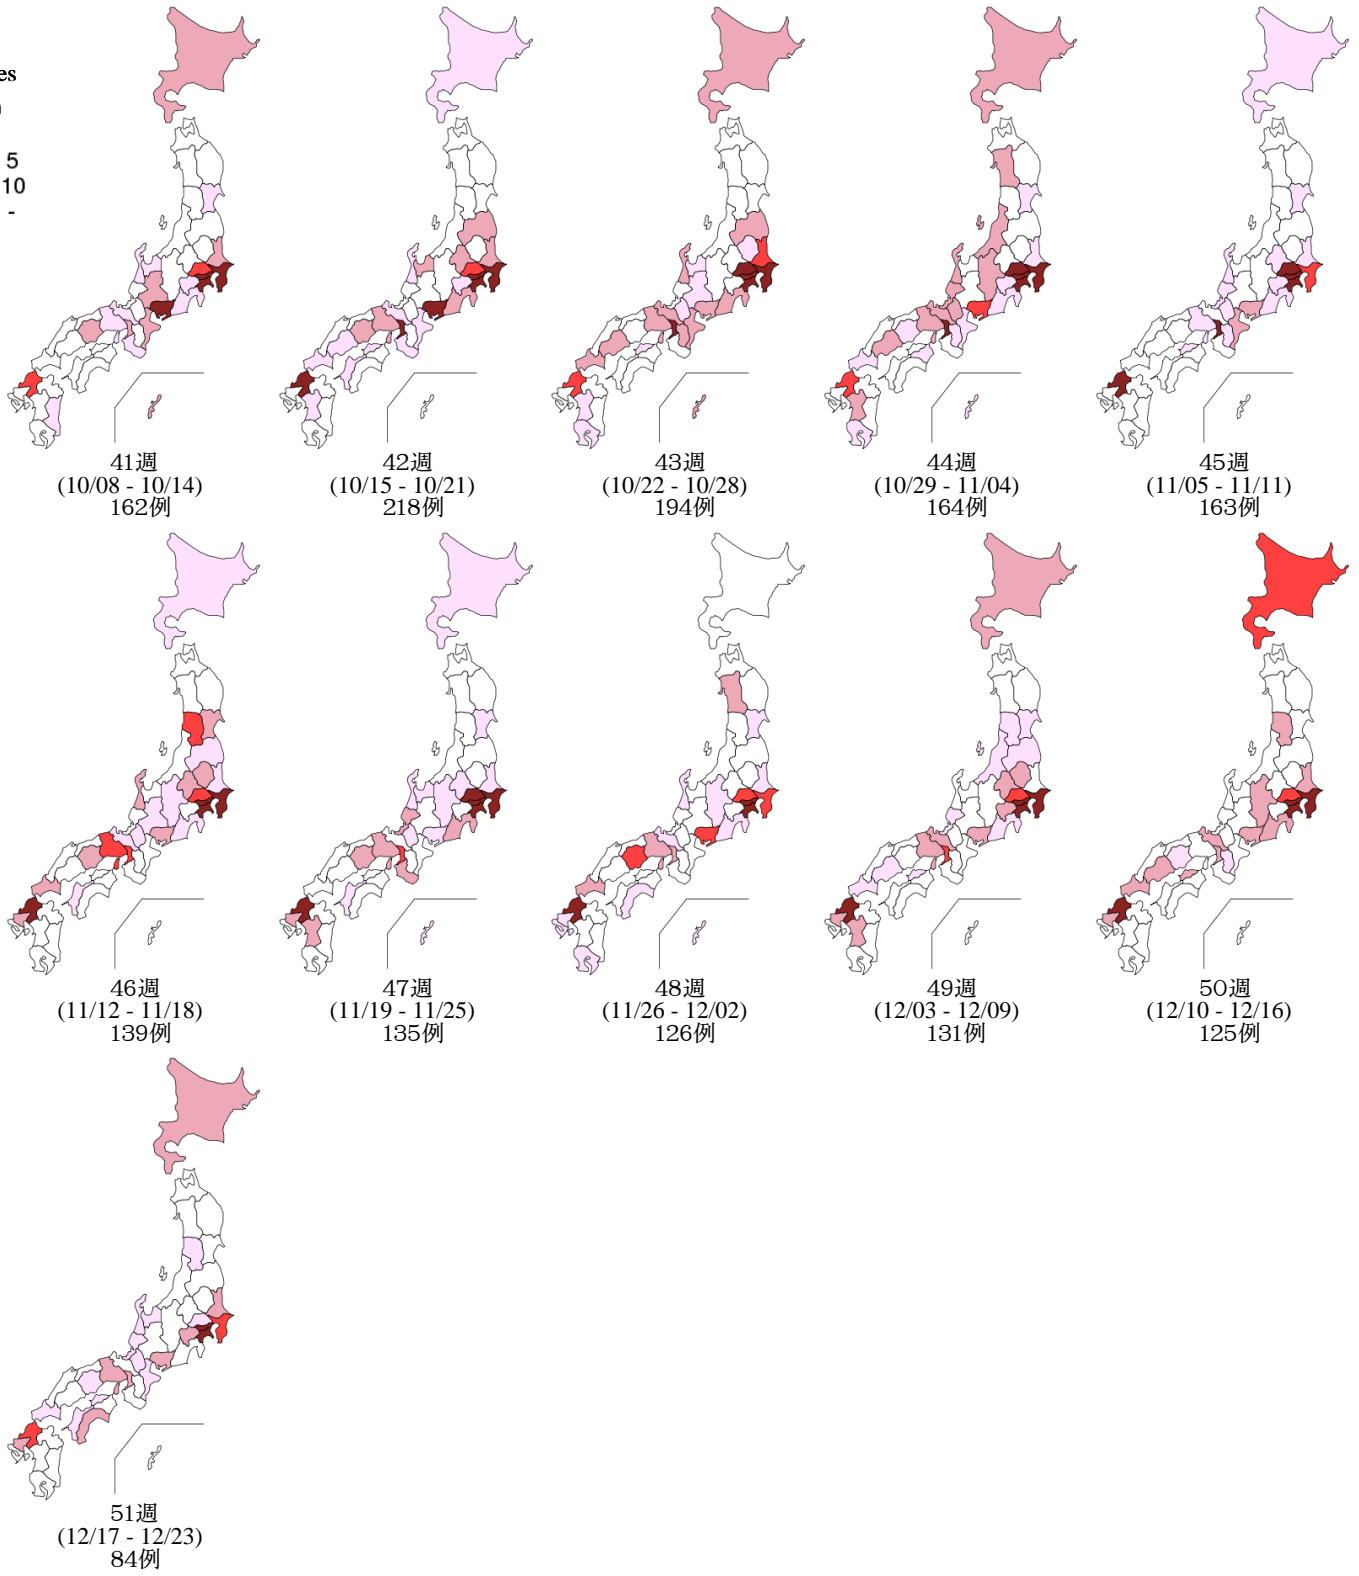 es
5
10
-
41週
(10/08 - 10/14)
162例
42週
(10/15 - 10/21)
218例
43週
(10/22 - 10/28)
194例
44週
(10/29 - 11/04)
164例
45週
(11/05 - 11/11)
163例
46週
(11/12 - 11/18)
139例
47週
(11/19 - 11/25)
135例
48週
(11/26 - 12/02)
126例
49週
(12/03 - 12/09)
131例
50週
(12/10 - 12/16)
125例
51週
(12/17 - 12/23)
84例